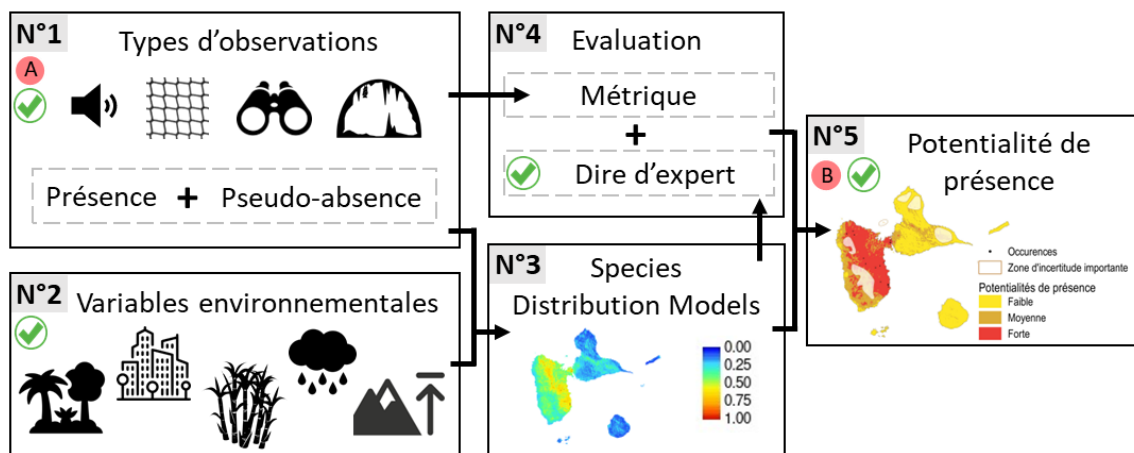 N°1
Types d'observations
A
Présence + Pseudo-absence
N°2
Variables environnementales
N°3
Species
Distribution Models
0.00
0.25
0.50
0.75
1.00
N°4
Evaluation
Métrique
+
Dire d'expert
N°5
Potentialité de
présence
B
Occurences
Zone d'incertitude importante
Potentialités de présence
Faible
Moyenne
Forte